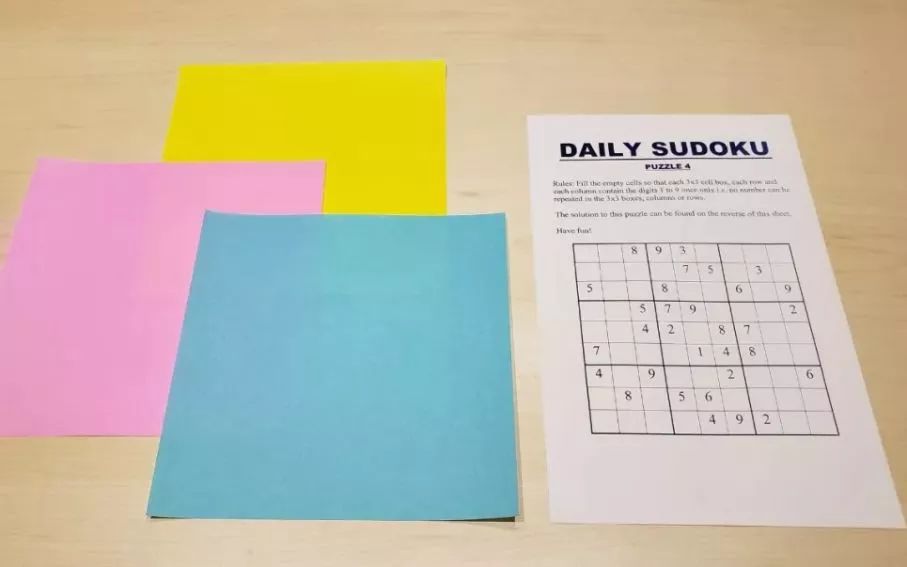 DAILY SUDOKU
PUZZLE 4
Rules: Fill the empty cells so that each 3x3 cell box, each row and
each column contain the digits 1 to 9 once only i.e. no number can be
repeated in the 3x3 boxes, columns or rows.
The solution to this puzzle can be found on the reverse of this sheet.
Have fun!
8 9 3
7 5 3
5 8 6 9
5 7 9 2
4 2 8 7
7 1 4 8
4 9 2 6
8 5 6
4 9 2